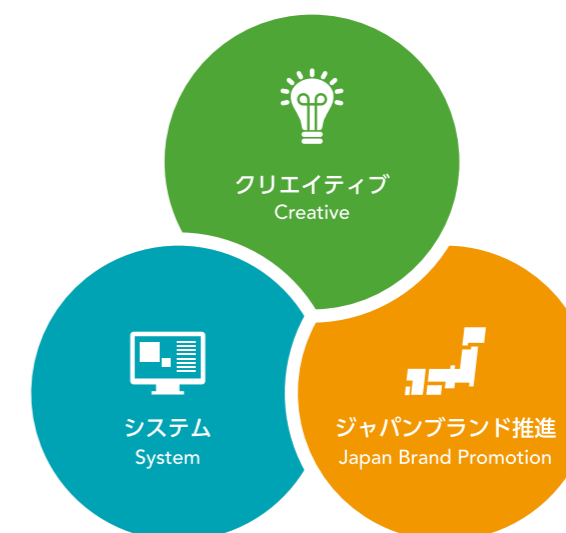 クリエイティブ
Creative
システム
System
ジャパンブランド推進
Japan Brand Promotion